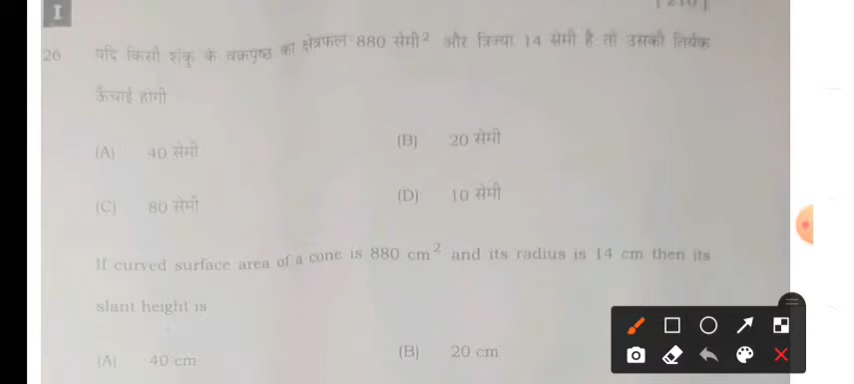 I
26 यदि किसी शंकु के वक्रपृष्ठ का क्षेत्रफल 880 सेमी² और त्रिज्या 14 सेमी है तो उसकी तिर्यक
ऊँचाई होगी
(A) 40 सेमी (B) 20 सेमी
(C) 80 सेमी (D) 10 सेमी
If curved surface area of a cone is 880 cm² and its radius is 14 cm then its
slant height is
(A) 40 cm (B) 20 cm